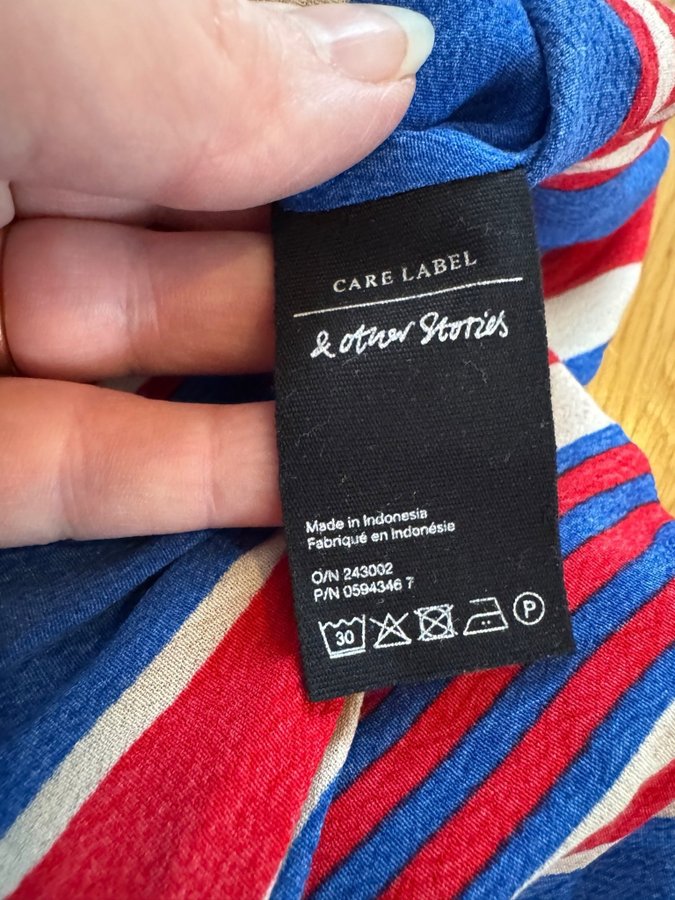 CARE LABEL
& other Stories
Made in Indonesia
Fabriqué en Indonésie
O/N 243002
P/N 0594346 7
30 P